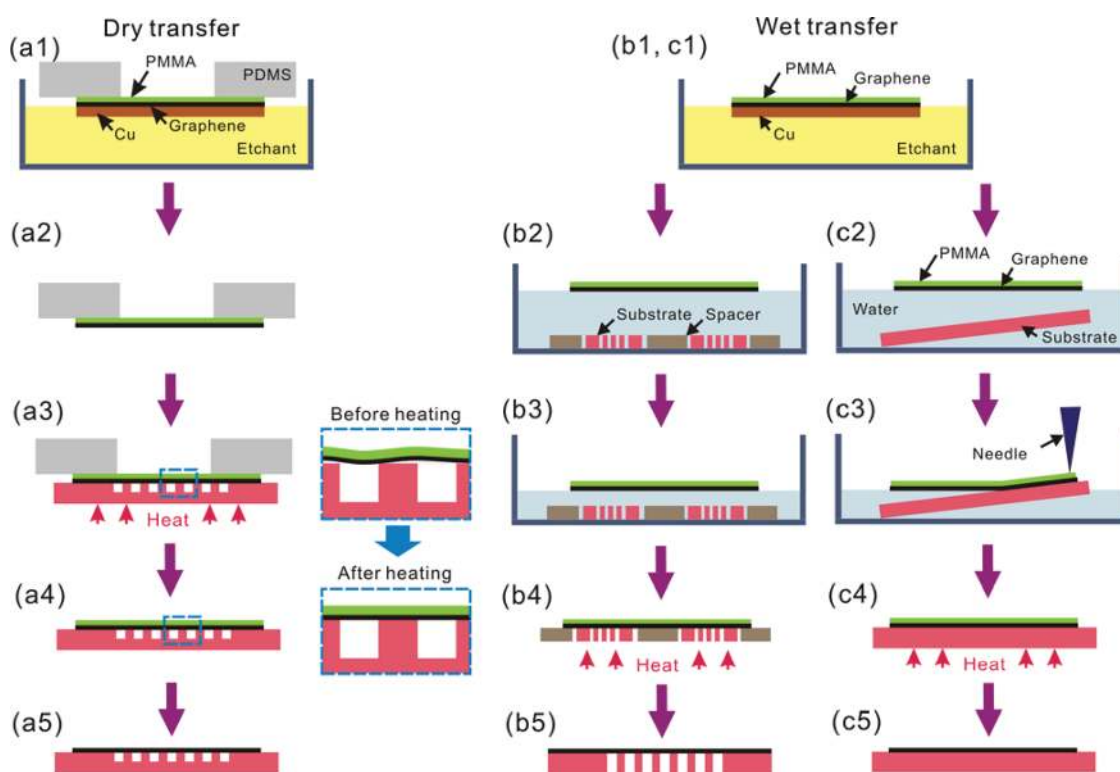 Dry transfer
(a1)
PMMA
PDMS
Graphene
Cu
Etchant
Wet transfer
(b1, c1)
PMMA
Graphene
Cu
Etchant
(a2)
(b2)
Substrate
Spacer
(c2)
PMMA
Graphene
Water
Substrate
(a3)
Heat
Before heating
After heating
(b3)
(c3)
Needle
(a4)
(b4)
Heat
(c4)
Heat
(a5)
(b5)
(c5)